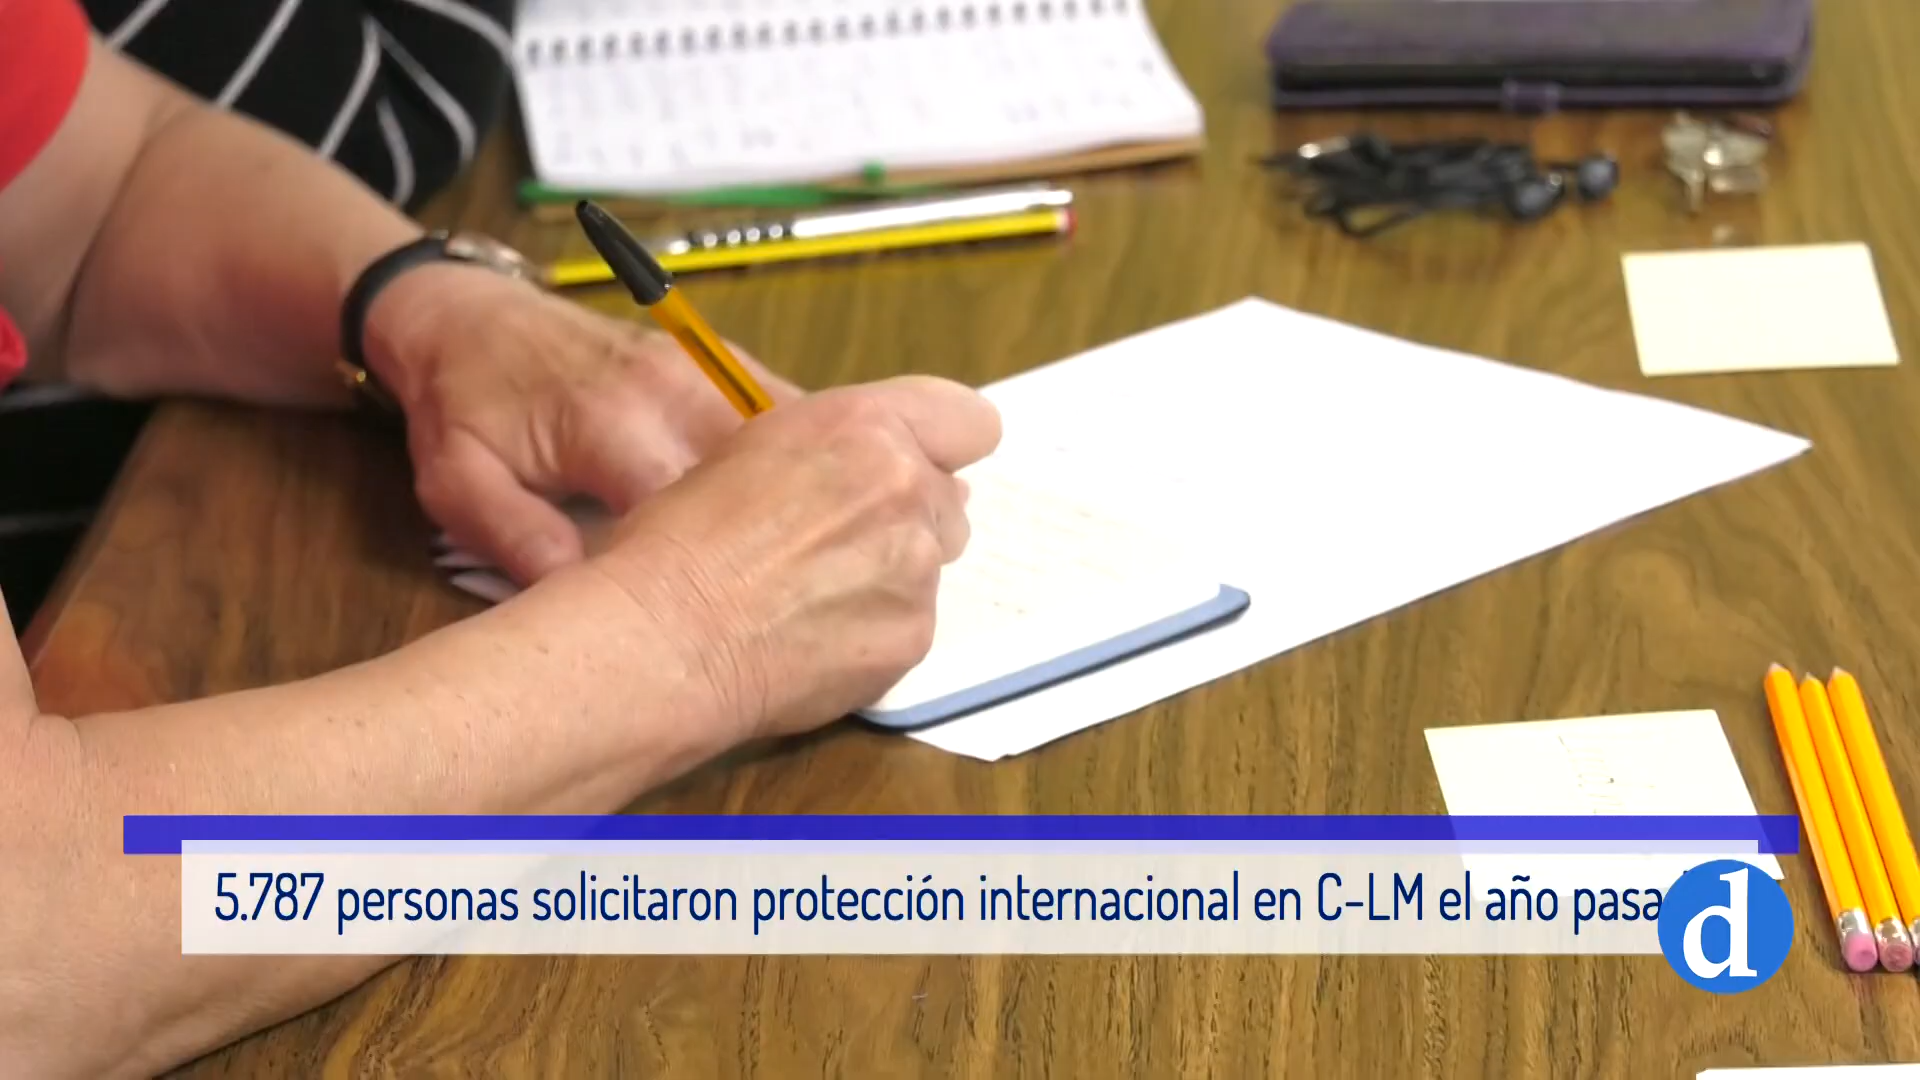 5.787 personas solicitaron protección internacional en C-LM el año pasa
d